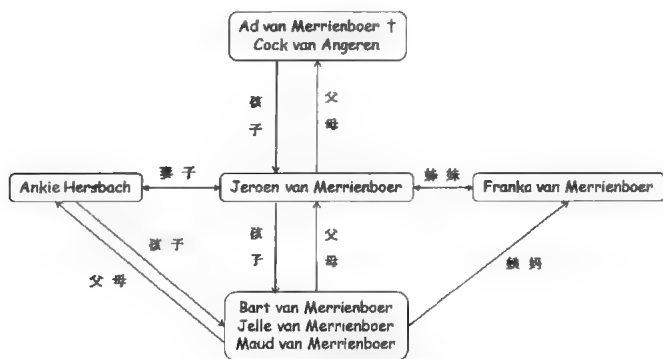 Ad van Merrienboer †
Cock van Angeren
孩
子
父
母
妻 子
姊 妹
Ankie Hersbach
Jeroen van Merrienboer
Franka van Merrienboer
孩 子
父 母
孩
子
父
母
姨 妈
Bart van Merrienboer
Jelle van Merrienboer
Maud van Merrienboer